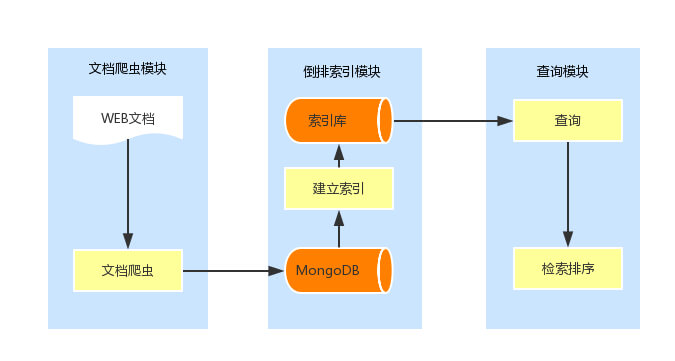 文档爬虫模块
WEB文档
文档爬虫
倒排索引模块
索引库
建立索引
MongoDB
查询模块
查询
检索排序